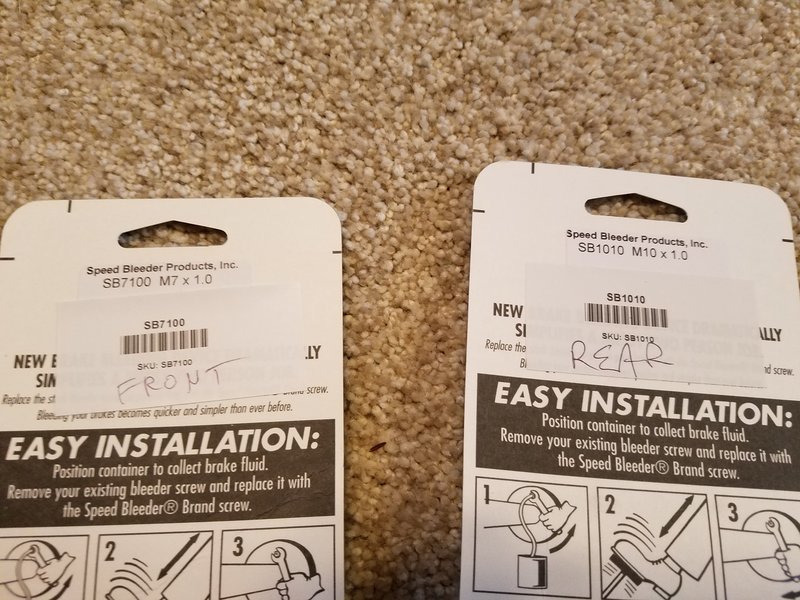 Speed Bleeder Products, Inc.
SB7100 M7 x 1.0
SB7100
SKU: SB7100
FRONT
NEW
LLY
SIM
Replace the
screw.
Bleeding your brakes becomes quicker and simpler than ever before.
EASY INSTALLATION:
Position container to collect brake fluid.
Remove your existing bleeder screw and replace it with
the Speed Bleeder® Brand screw.
2
3
Speed Bleeder Products, Inc.
SB1010 M10 x 1.0
SB1010
SKU: SB1010
REAR
NEW
ALLY
Replace the
screw.
EASY INSTALLATION:
Position container to collect brake fluid.
Remove your existing bleeder screw and replace it with
the Speed Bleeder® Brand screw.
1
2
3